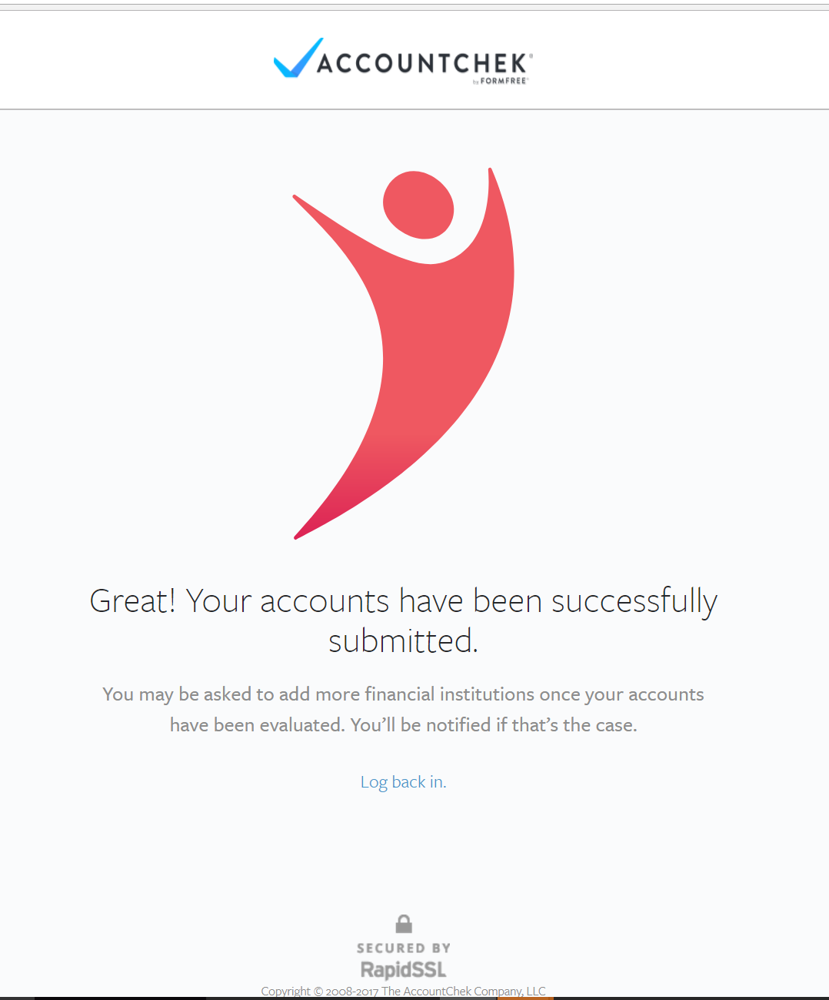 ACCOUNTCHEK®
by FORMFREE®
Great! Your accounts have been successfully
submitted.
You may be asked to add more financial institutions once your accounts
have been evaluated. You’ll be notified if that’s the case.
Log back in.
SECURED BY
RapidSSL
Copyright © 2008-2017 The AccountChek Company, LLC